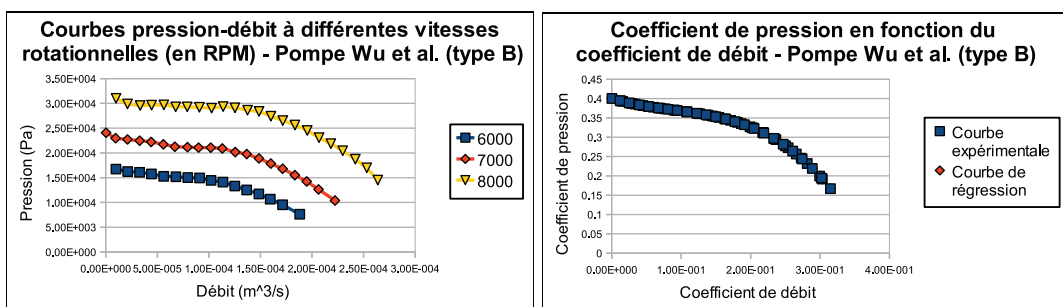 Courbes pression-débit à différentes vitesses
rotationnelles (en RPM) - Pompe Wu et al. (type B)
3.50E+004
3.00E+004
2.50E+004
2.00E+004
1.50E+004
1.00E+004
5.00E+003
0.00E+000
Pression (Pa)
0.00E+000 5.00E-005 1.00E-004 1.50E-004 2.00E-004 2.50E-004 3.00E-004
Débit (m^3/s)
6000
7000
8000
Coefficient de pression en fonction du
coefficient de débit - Pompe Wu et al. (type B)
0.45
0.4
0.35
0.3
0.25
0.2
0.15
0.1
0.05
0
Coefficient de pression
0.00E+000 1.00E-001 2.00E-001 3.00E-001 4.00E-001
Coefficient de débit
Courbe
expérimentale
Courbe de
régression